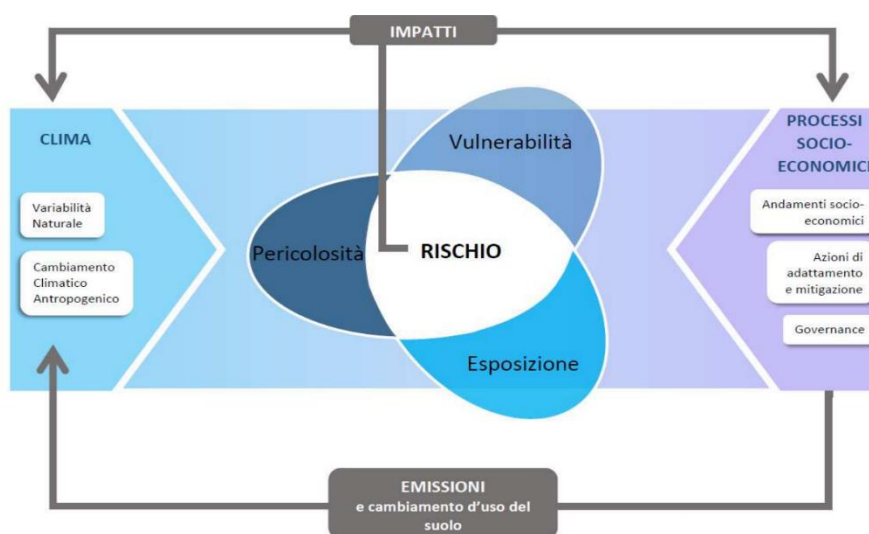 IMPATTI
CLIMA
Variabilità
Naturale
Cambiamento
Climatico
Antropogenico
Vulnerabilità
Pericolosità
RISCHIO
Esposizione
PROCESSI
SOCIO-
ECONOMICI
Andamenti socio-
economici
Azioni di
adattamento
e mitigazione
Governance
EMISSIONI
e cambiamento d'uso del
suolo